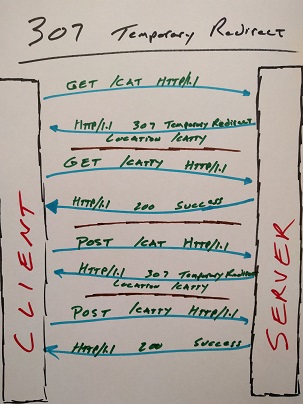 307 Temporary Redirect
GET /CAT HTTP/1.1
HTTP/1.1 307 Temporary Redirect
Location /CATTY
GET /CATTY HTTP/1.1
HTTP/1.1 200 Success
POST /CAT HTTP/1.1
HTTP/1.1 307 Temporary Redirect
Location /CATTY
POST /CATTY HTTP/1.1
HTTP/1.1 200 Success
CLIENT
SERVER